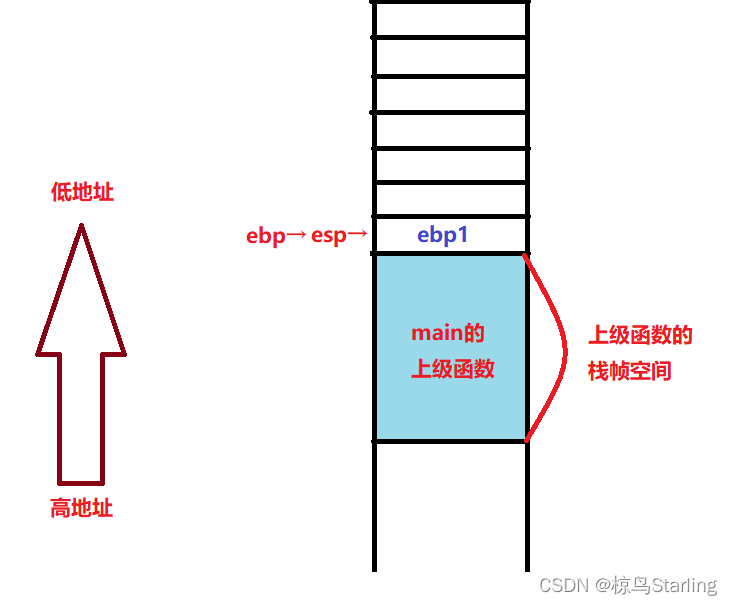 低地址
ebp→ esp→ ebp1
main的
上级函数
上级函数的
栈帧空间
高地址
CSDN @椋鸟Starling